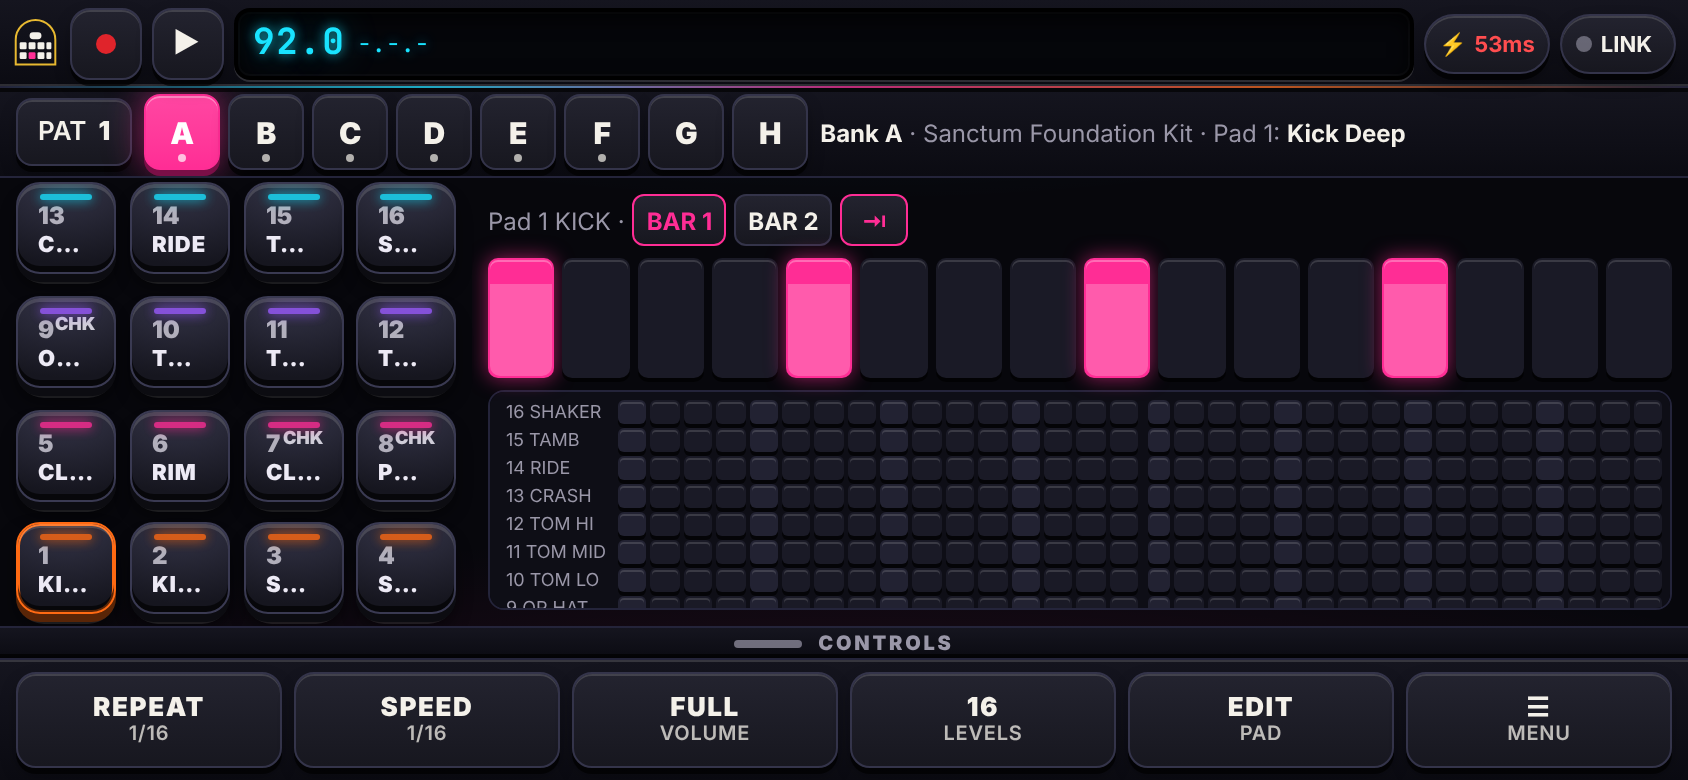 92.0 -.-.-
53ms
LINK
PAT 1
A
B
C
D
E
F
G
H
Bank A · Sanctum Foundation Kit · Pad 1: Kick Deep
13
C...
14
RIDE
15
T...
16
S...
9 CHK
O...
10
T...
11
T...
12
T...
5
CL...
6
RIM
7 CHK
CL...
8 CHK
P...
1
KI...
2
KI...
3
S...
4
S...
Pad 1 KICK · BAR 1 BAR 2
16 SHAKER
15 TAMB
14 RIDE
13 CRASH
12 TOM HI
11 TOM MID
10 TOM LO
9 OP HAT
CONTROLS
REPEAT
1/16
SPEED
1/16
FULL
VOLUME
16
LEVELS
EDIT
PAD
☰
MENU